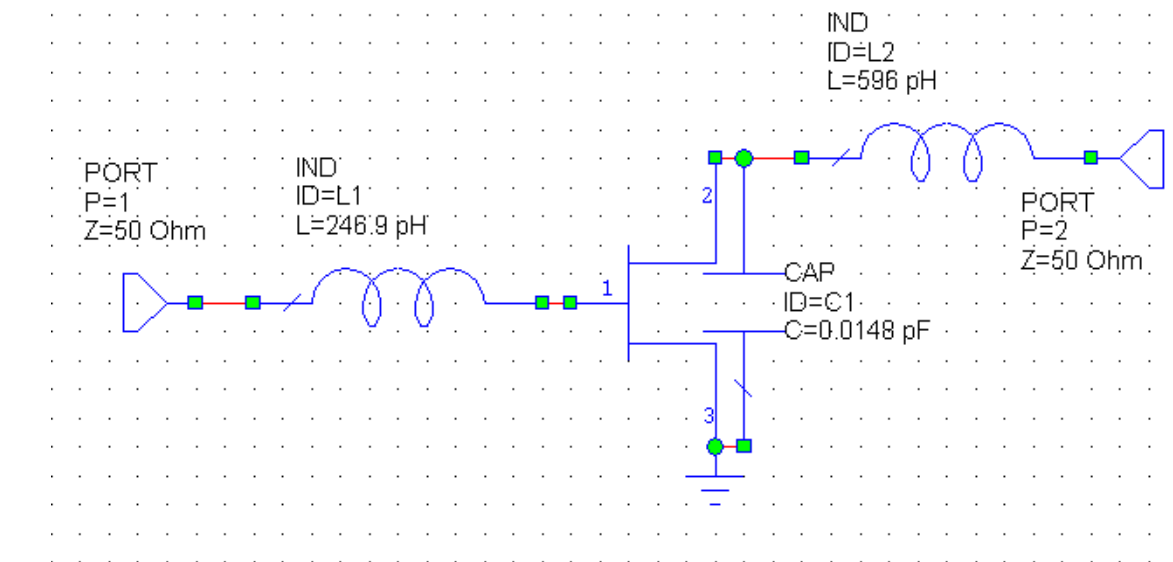 IND
ID=L2
L=596 pH
PORT
P=1
Z=50 Ohm
IND
ID=L1
L=246.9 pH
2
PORT
P=2
Z=50 Ohm
1
CAP
ID=C1
C=0.0148 pF
3